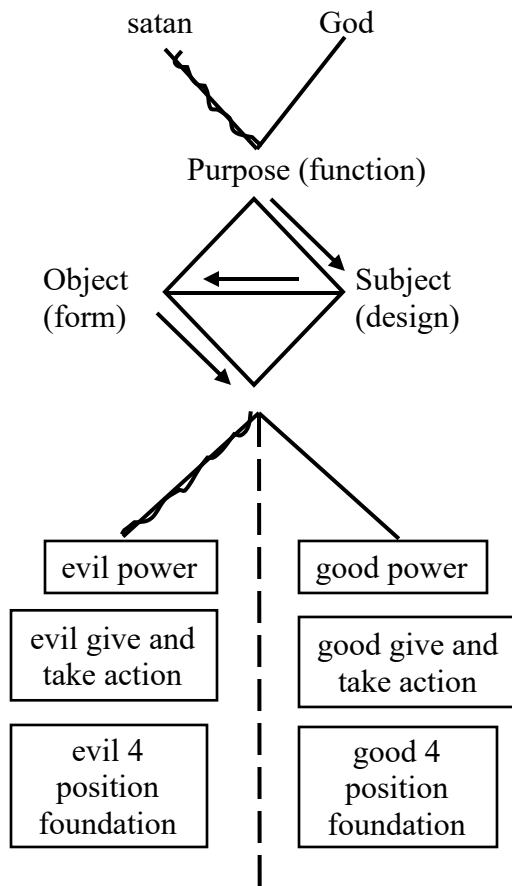 satan
God
Purpose (function)
Object
(form)
Subject
(design)
evil power
good power
evil give and
take action
good give and
take action
evil 4
position
foundation
good 4
position
foundation